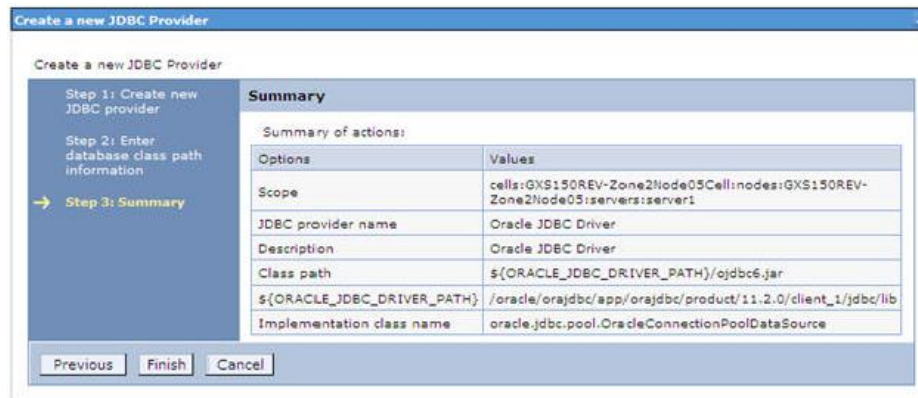 Create a new JDBC Provider
Create a new JDBC Provider
Step 1: Create new
JDBC provider
Step 2: Enter
database class path
information
Step 3: Summary
Summary
Summary of actions:
Options Values
Scope cells:GXS150REV-Zone2Node05Cell:nodes:GXS150REV-
Zone2Node05:servers:server1
JDBC provider name Oracle JDBC Driver
Description Oracle JDBC Driver
Class path ${ORACLE_JDBC_DRIVER_PATH}/ojdbc6.jar
${ORACLE_JDBC_DRIVER_PATH} /oracle/orajdbc/app/orajdbc/product/11.2.0/client_1/jdbc/lib
Implementation class name oracle.jdbc.pool.OracleConnectionPoolDataSource
Previous Finish Cancel